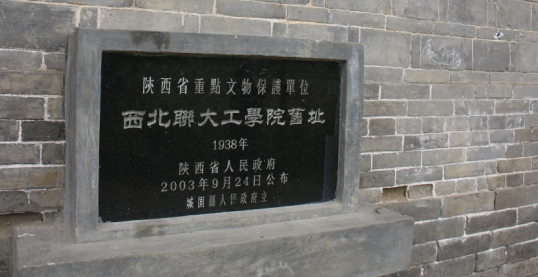 陕西省重點文物保護單位
西北聯大工學院舊址
1938年
陕西省人民政府
2003年9月24日公布
城固縣人民政府立